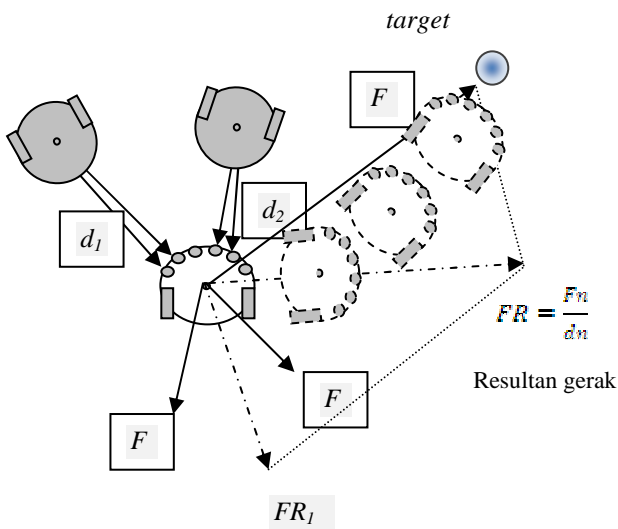 target
F
d1
d2
FR = Fn/dn
Resultan gerak
F
F
FR1